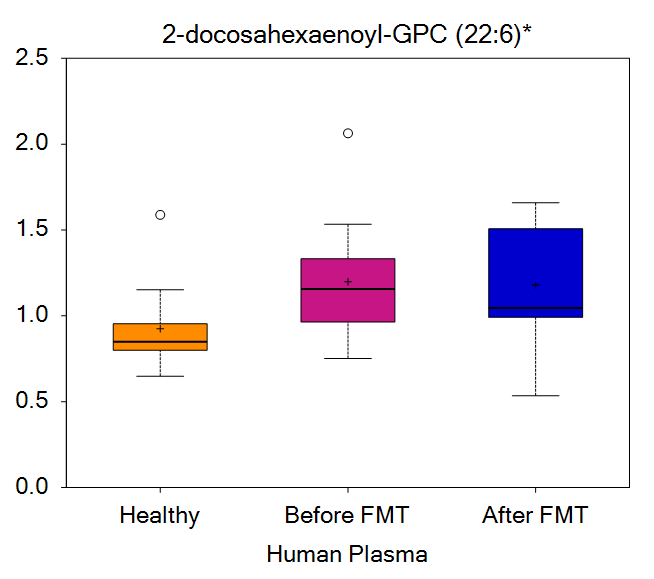 2-docosahexaenoyl-GPC (22:6)*
2.5
2.0
1.5
1.0
0.5
0.0
Healthy Before FMT After FMT
Human Plasma